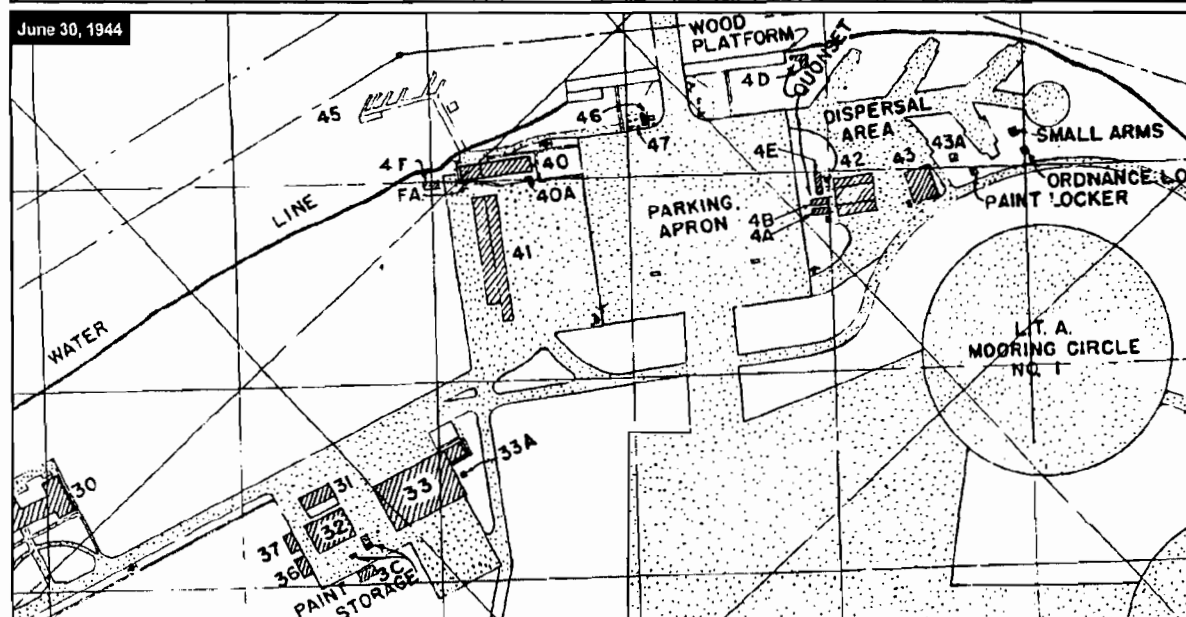 June 30, 1944
WOOD
PLATFORM
QUONSET
4D
45
46
47
DISPERSAL
AREA
43A
SMALL ARMS
4F
FA
40
40A
4E
42
43
ORDNANCE LO
PAINT LOCKER
WATER LINE
41
PARKING
APRON
4B
4A
L.T. A.
MOORING CIRCLE
NO. 1
30
31
33
33A
32
37
36
3C
PAINT
STORAGE